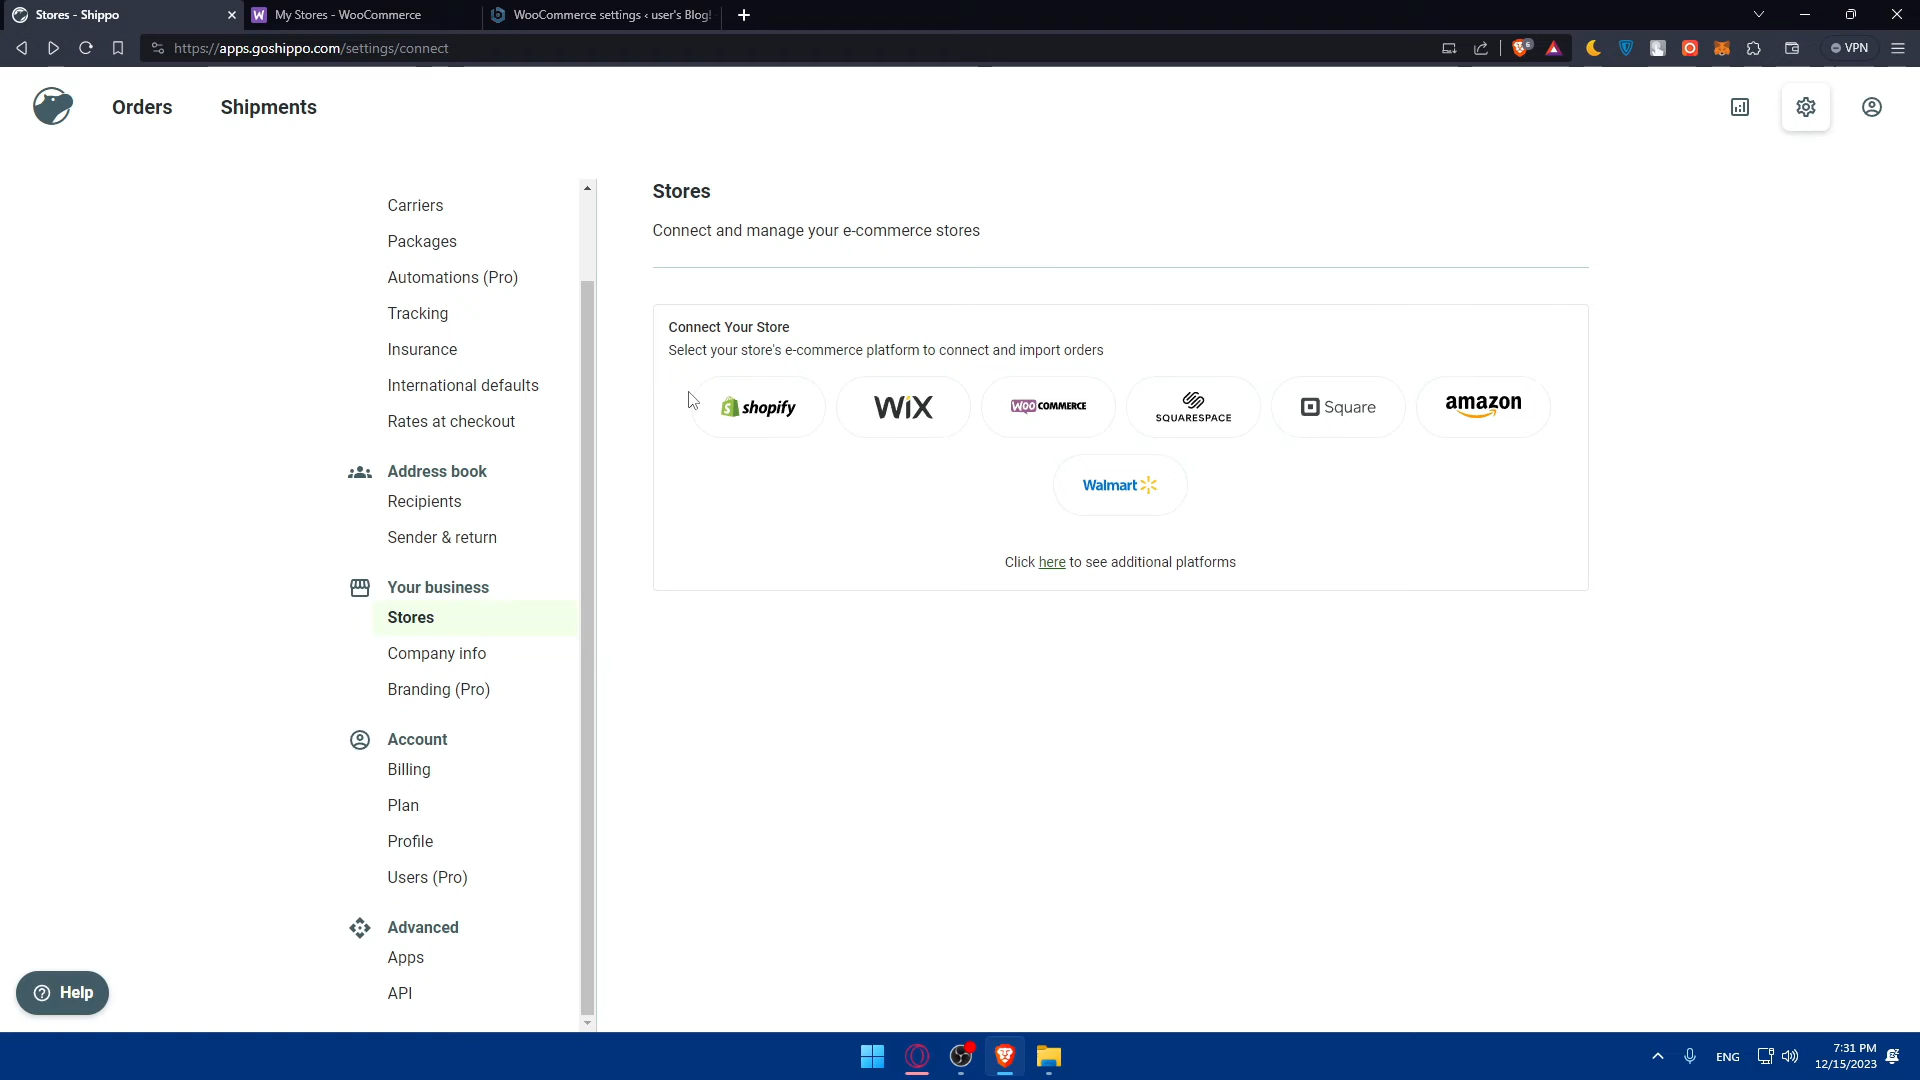 Stores - Shippo
My Stores - WooCommerce
WooCommerce settings ‹ user's Blog!
https://apps.goshippo.com/settings/connect
6
VPN
Orders
Shipments
Carriers
Packages
Automations (Pro)
Tracking
Insurance
International defaults
Rates at checkout
Address book
Recipients
Sender & return
Your business
Stores
Company info
Branding (Pro)
Account
Billing
Plan
Profile
Users (Pro)
Advanced
Apps
API
Help
Stores
Connect and manage your e-commerce stores
Connect Your Store
Select your store's e-commerce platform to connect and import orders
shopify
WiX
WOO COMMERCE
SQUARESPACE
Square
amazon
Walmart
Click here to see additional platforms
ENG
7:31 PM
12/15/2023